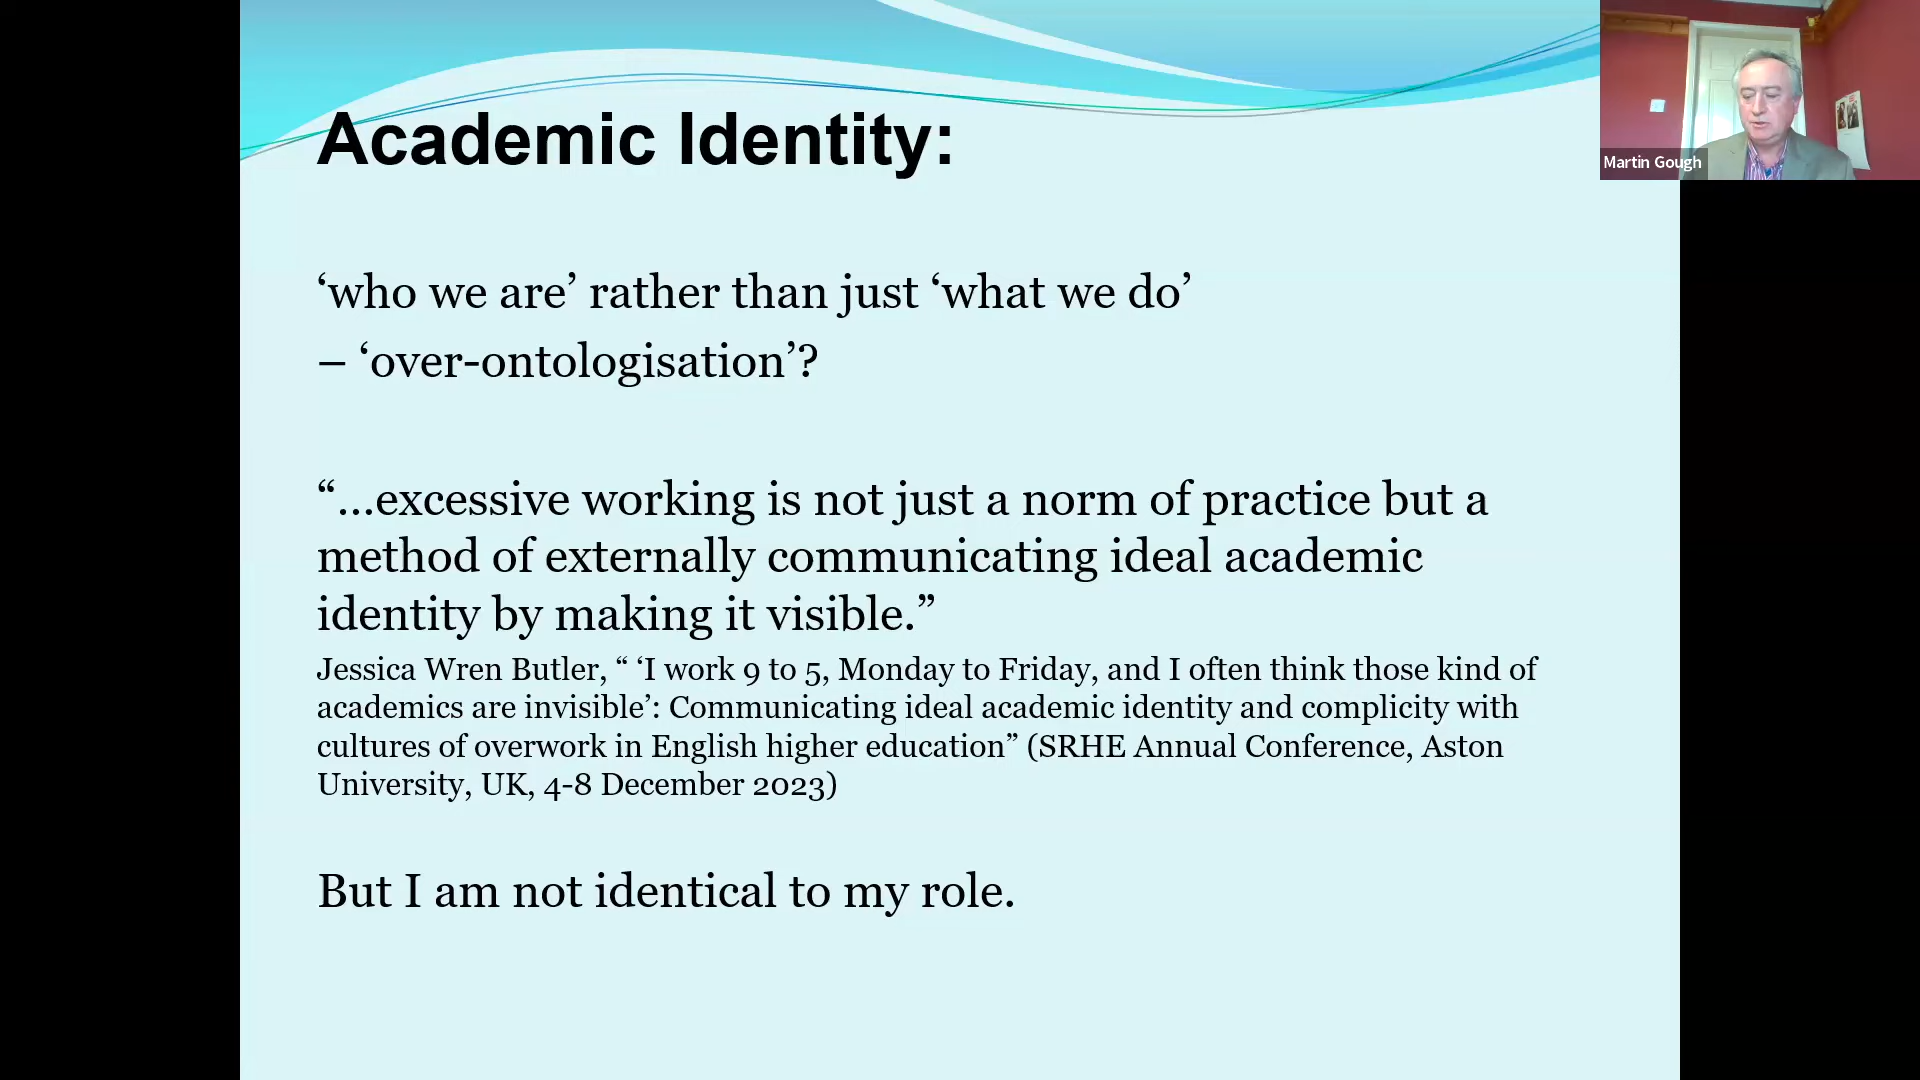 Academic Identity:
‘who we are’ rather than just ‘what we do’
– ‘over-ontologisation’?
“…excessive working is not just a norm of practice but a
method of externally communicating ideal academic
identity by making it visible.”
Jessica Wren Butler, “ ‘I work 9 to 5, Monday to Friday, and I often think those kind of
academics are invisible’: Communicating ideal academic identity and complicity with
cultures of overwork in English higher education” (SRHE Annual Conference, Aston
University, UK, 4-8 December 2023)
But I am not identical to my role.
Martin Gough